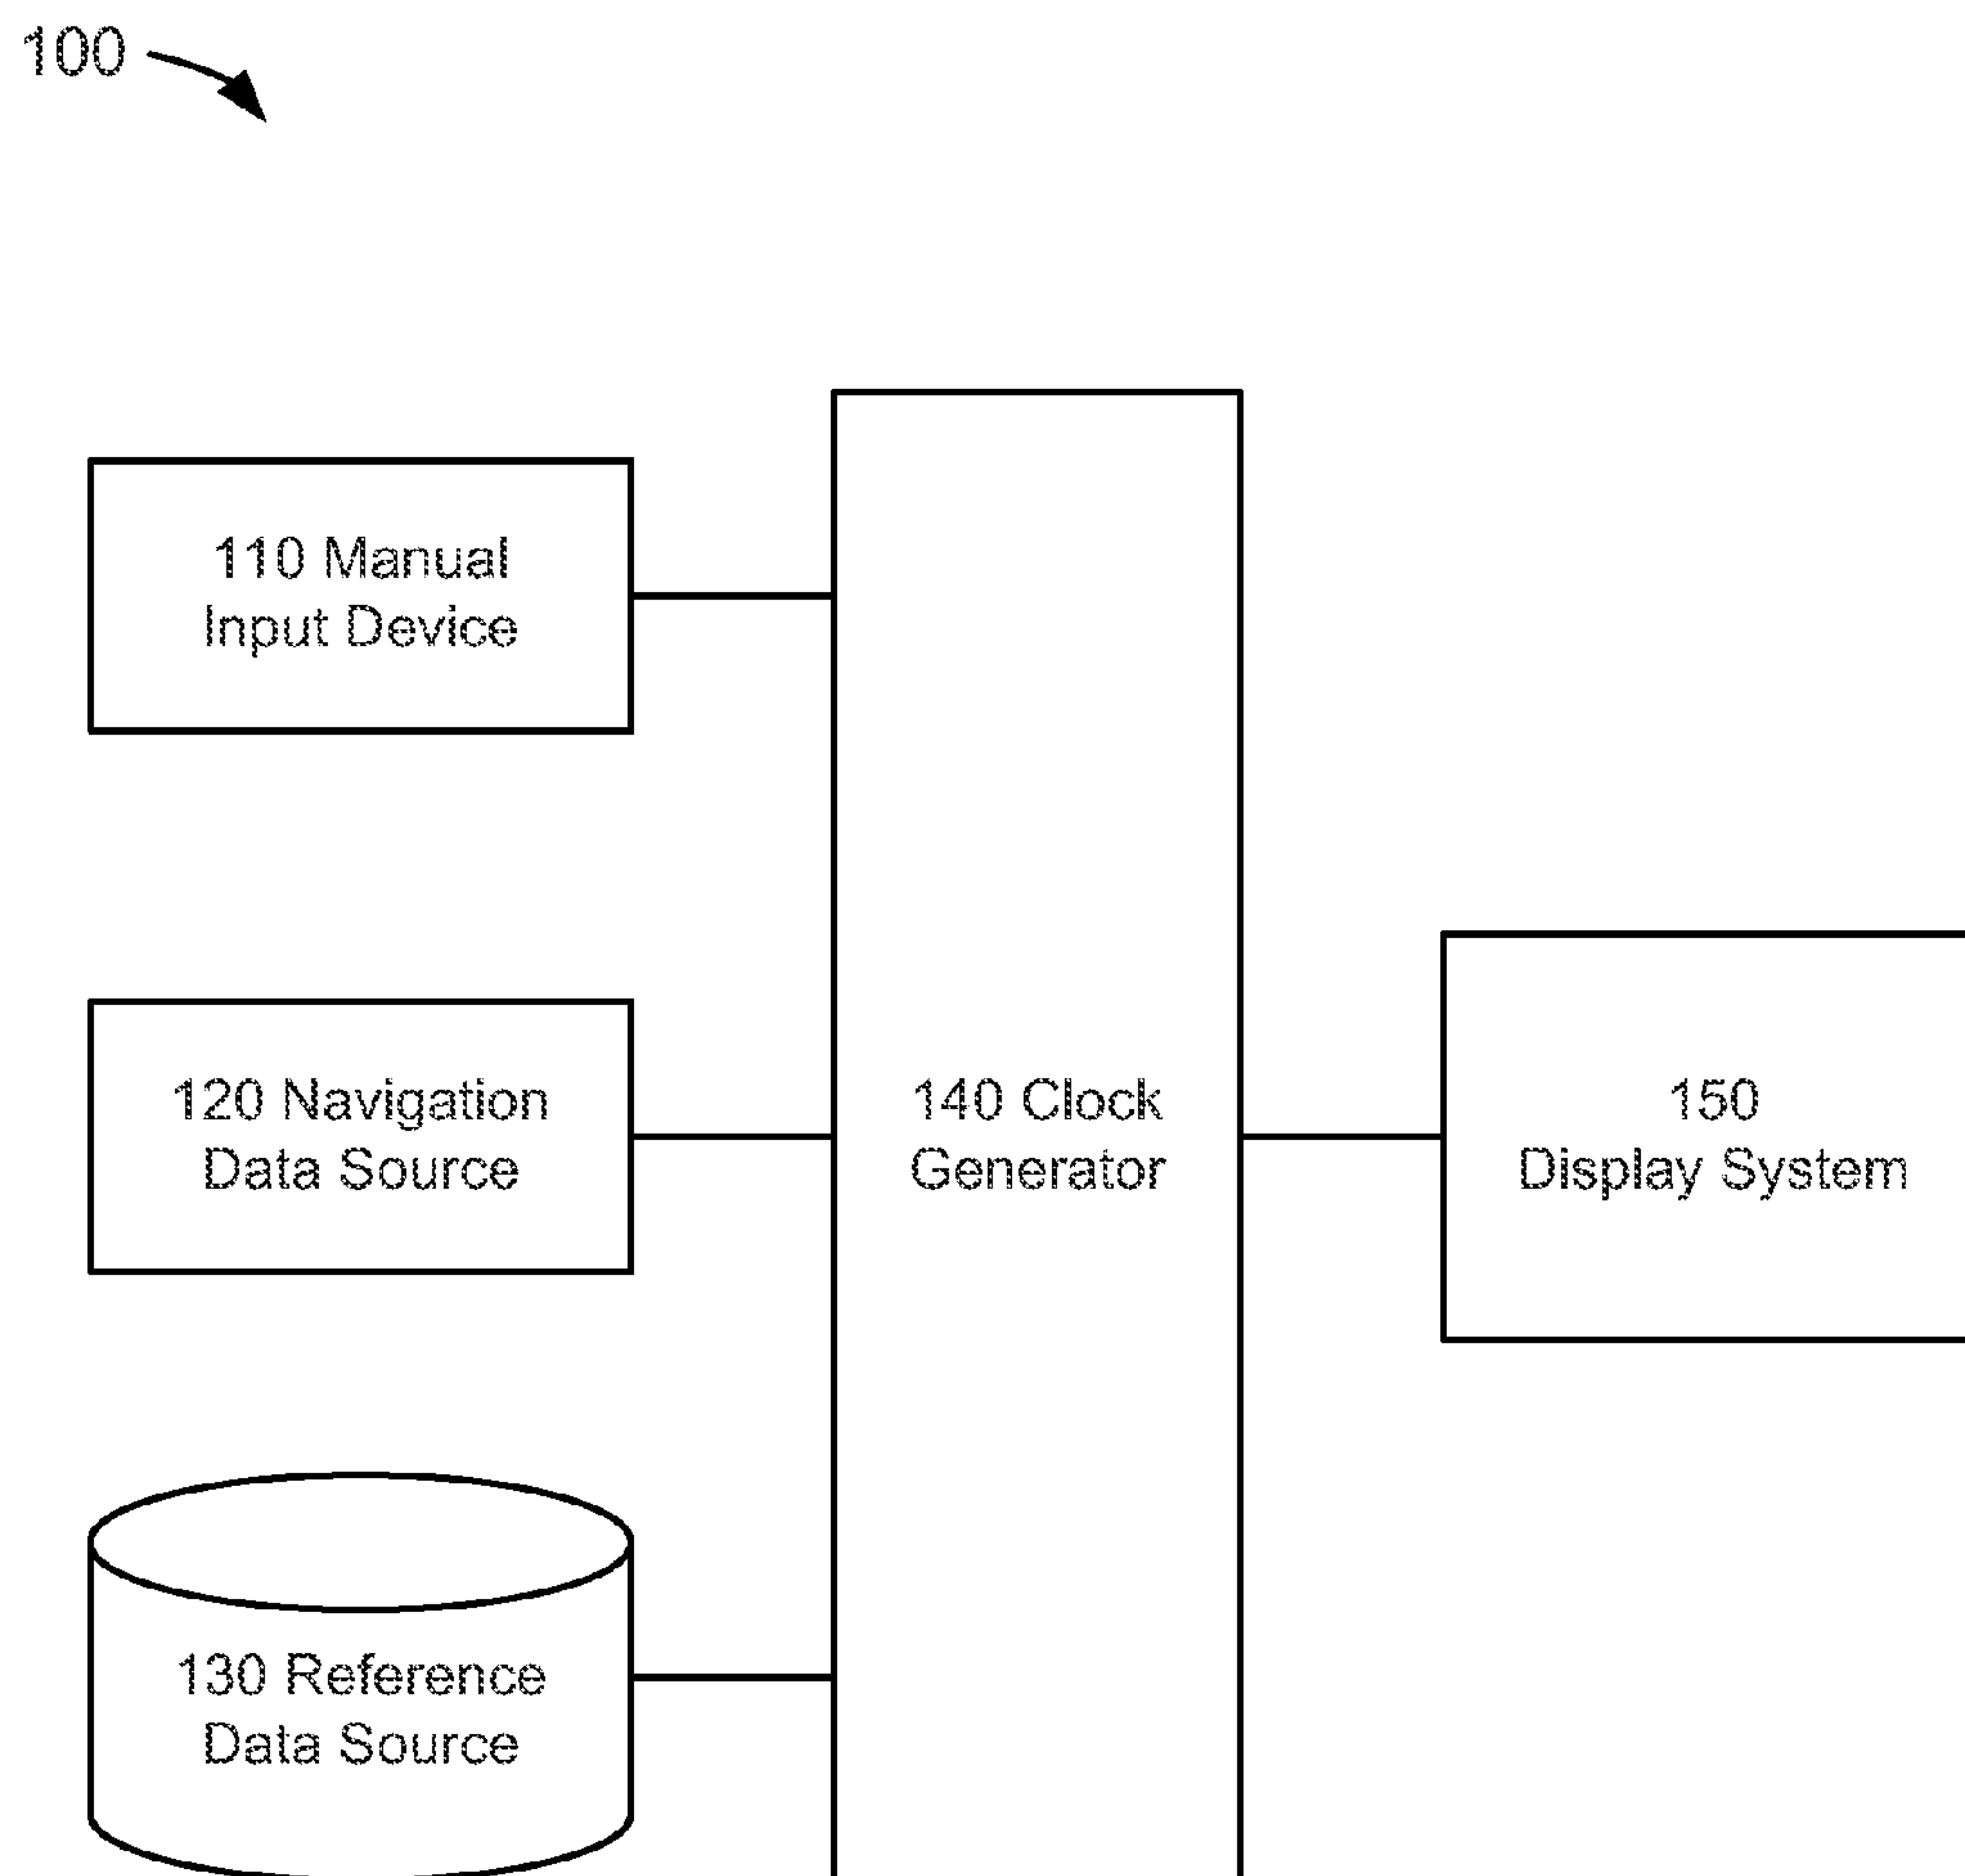 100
110 Manual
Input Device
120 Navigation
Data Source
130 Reference
Data Source
140 Clock
Generator
150
Display System